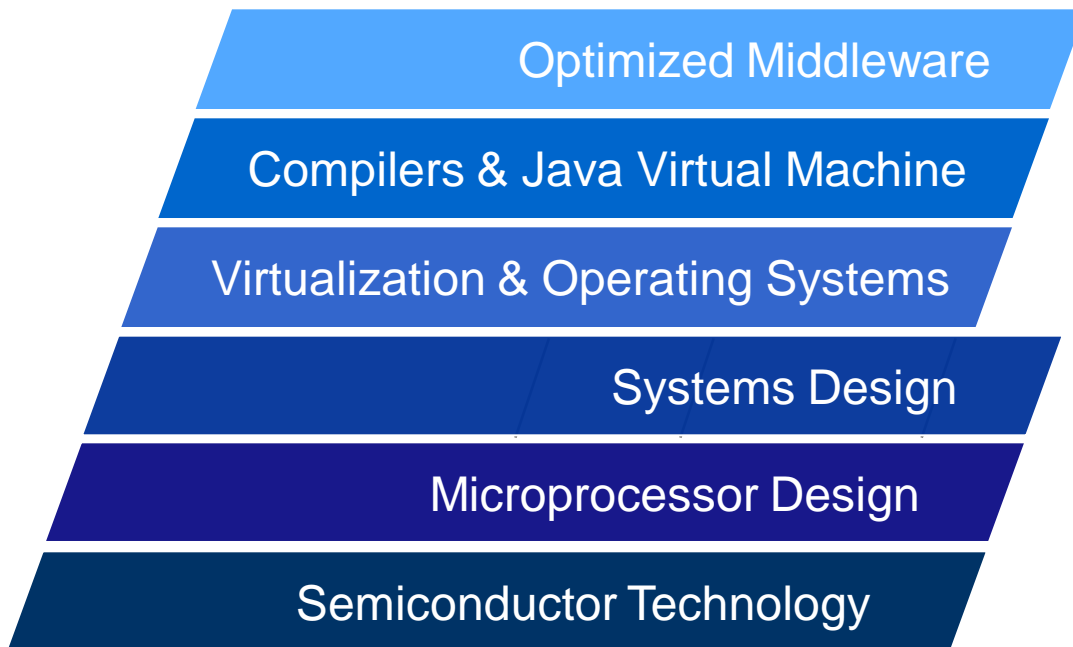 Optimized Middleware
Compilers & Java Virtual Machine
Virtualization & Operating Systems
Systems Design
Microprocessor Design
Semiconductor Technology